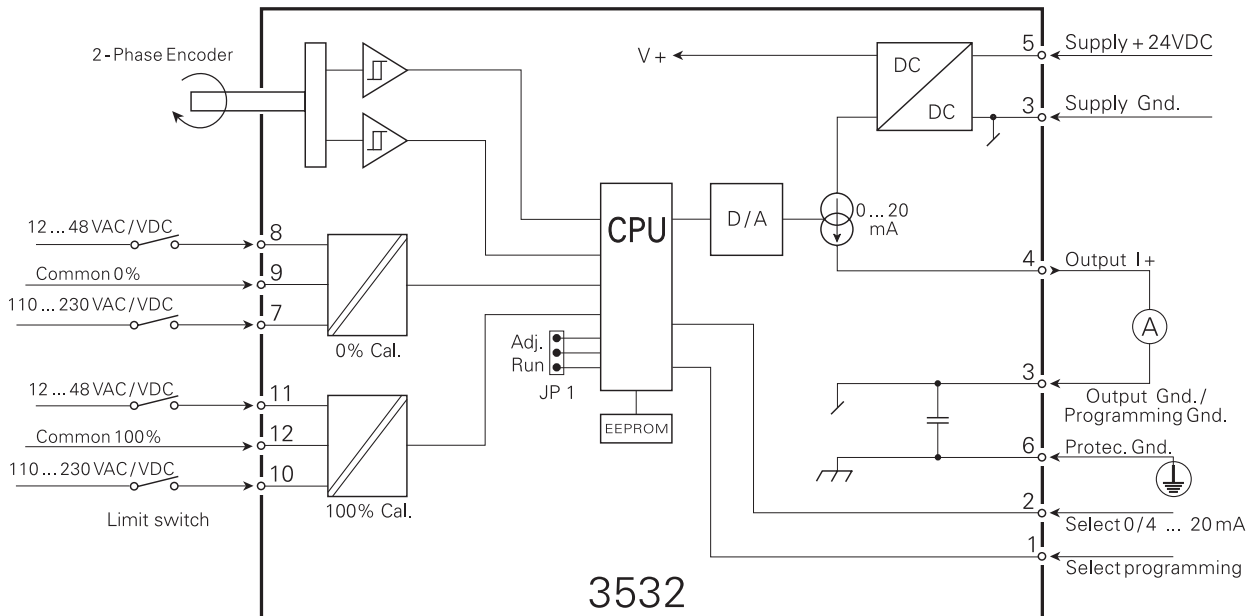 2-Phase Encoder
V+
DC
DC
5
Supply + 24VDC
3
Supply Gnd.
12...48 VAC/VDC
8
Common 0%
9
110...230 VAC/VDC
7
0% Cal.
CPU
D/A
0...20
mA
4
Output I+
A
Adj.
Run
JP 1
EEPROM
3
Output Gnd./
Programming Gnd.
12...48 VAC/VDC
11
Common 100%
12
110...230 VAC/VDC
10
100% Cal.
Limit switch
6
Protec. Gnd.
2
Select 0/4 ... 20 mA
1
Select programming
3532